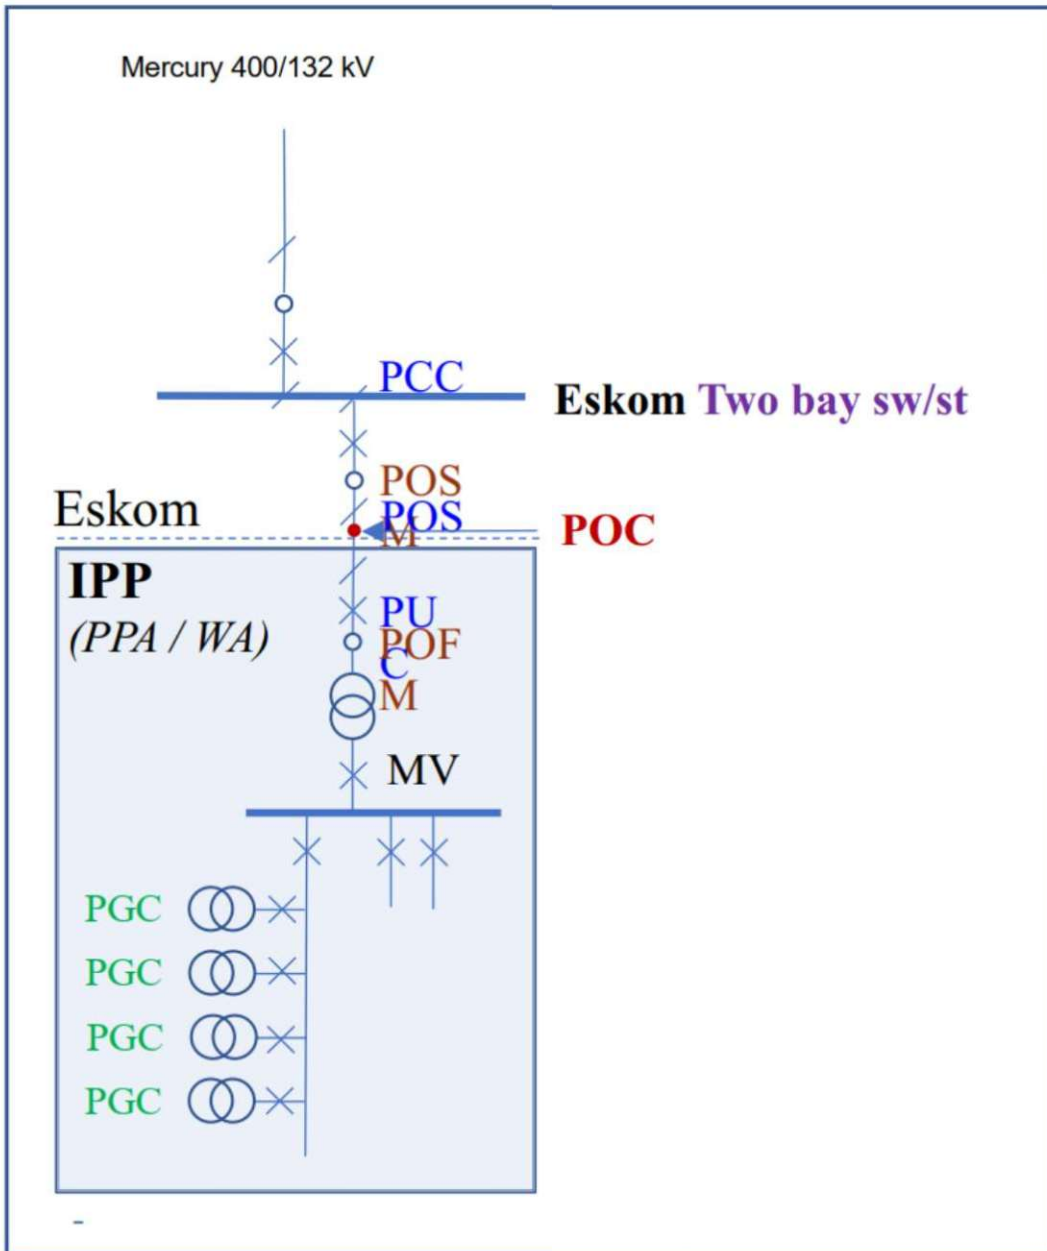 Mercury 400/132 kV
PCC
Eskom Two bay sw/st
POS
M
POS
Eskom
POC
IPP
(PPA / WA)
PU
C
POF
M
MV
PGC
PGC
PGC
PGC
-